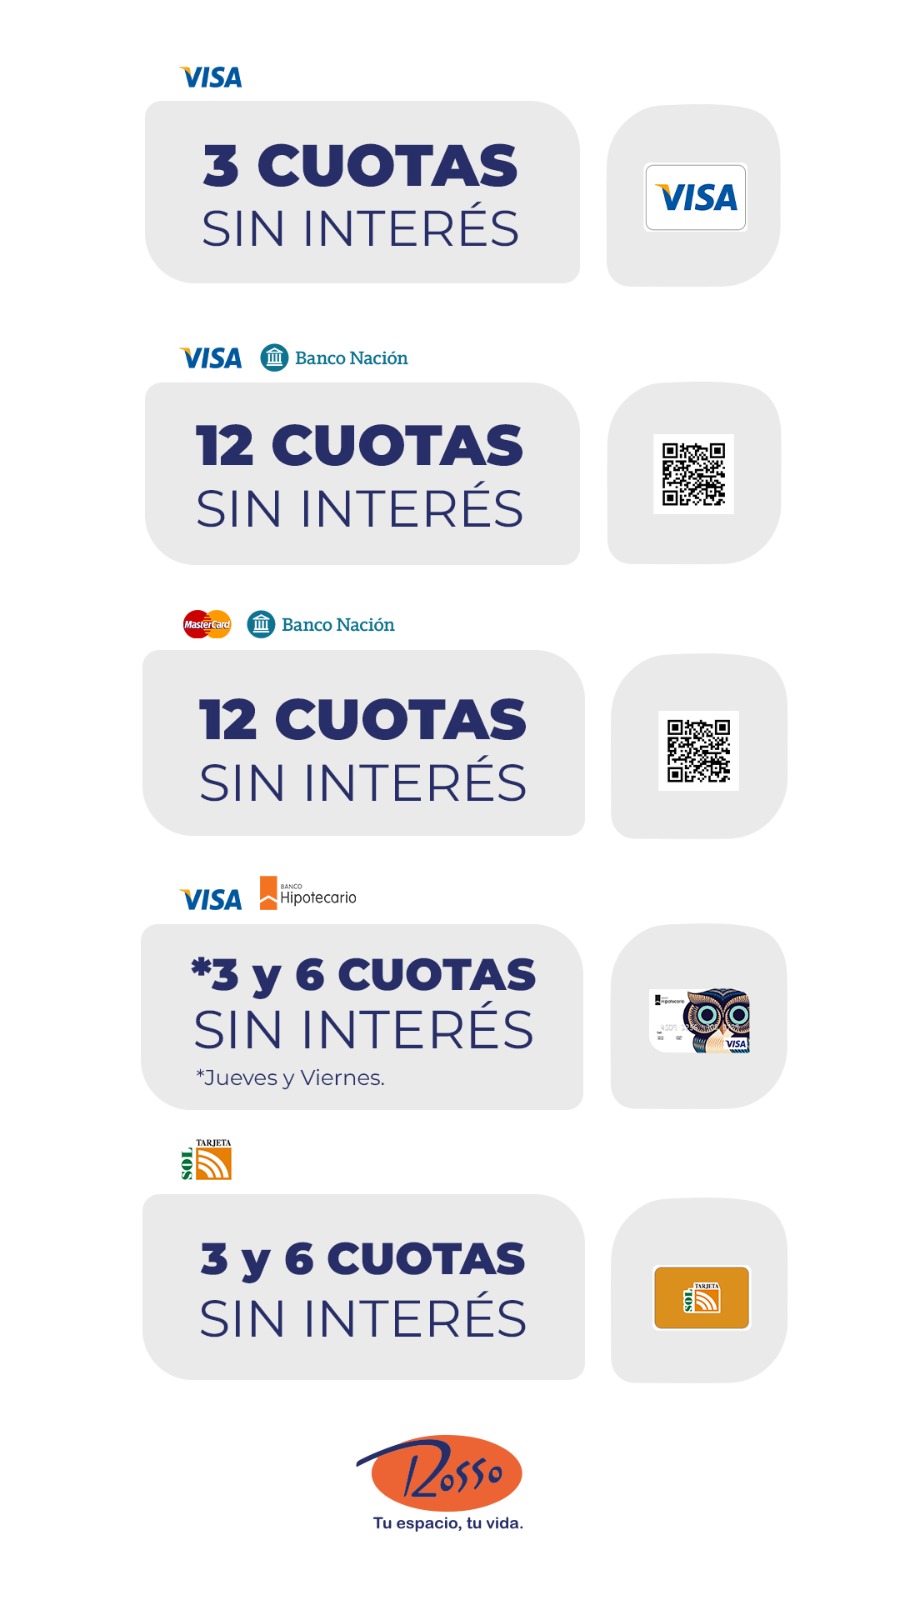 VISA
3 CUOTAS
SIN INTERÉS
VISA
VISA Banco Nación
12 CUOTAS
SIN INTERÉS
MasterCard Banco Nación
12 CUOTAS
SIN INTERÉS
VISA BANCO Hipotecario
*3 y 6 CUOTAS
SIN INTERÉS
*Jueves y Viernes.
Hipotecario
VISA
SOL TARJETA
3 y 6 CUOTAS
SIN INTERÉS
SOL TARJETA
Rosso
Tu espacio, tu vida.